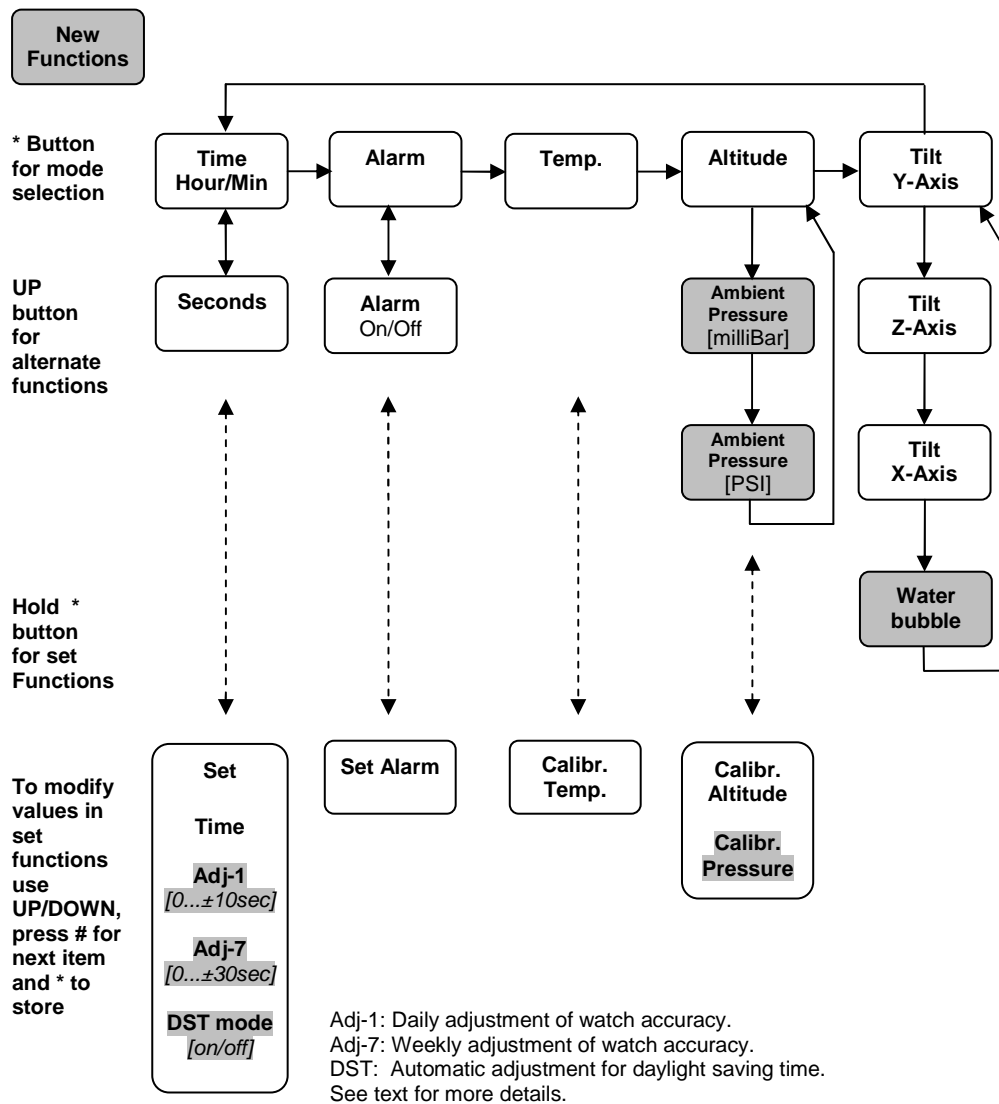 New
Functions
* Button
for mode
selection
Time
Hour/Min
Alarm
Temp.
Altitude
Tilt
Y-Axis
UP
button
for
alternate
functions
Seconds
Alarm
On/Off
Ambient
Pressure
[milliBar]
Tilt
Z-Axis
Ambient
Pressure
[PSI]
Tilt
X-Axis
Hold *
button
for set
Functions
Water
bubble
To modify
values in
set
functions
use
UP/DOWN,
press # for
next item
and * to
store
Set
Time
Adj-1
[0...±10sec]
Adj-7
[0...±30sec]
DST mode
[on/off]
Set Alarm
Calibr.
Temp.
Calibr.
Altitude
Calibr.
Pressure
Adj-1: Daily adjustment of watch accuracy.
Adj-7: Weekly adjustment of watch accuracy.
DST: Automatic adjustment for daylight saving time.
See text for more details.